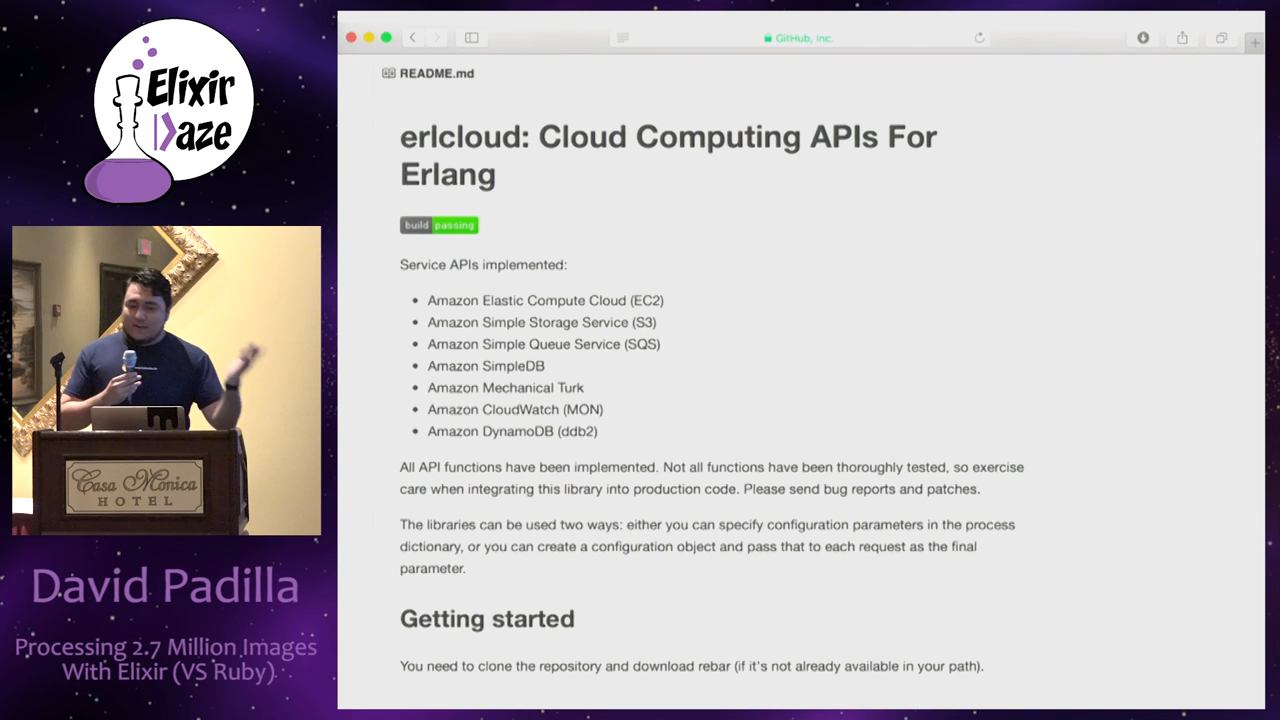 Elixir
Daze
Casa Monica
HOTEL
David Padilla
Processing 2.7 Million Images
With Elixir (VS Ruby)
GitHub, Inc.
README.md
erlcloud: Cloud Computing APIs For
Erlang
build passing
Service APIs implemented:
• Amazon Elastic Compute Cloud (EC2)
• Amazon Simple Storage Service (S3)
• Amazon Simple Queue Service (SQS)
• Amazon SimpleDB
• Amazon Mechanical Turk
• Amazon CloudWatch (MON)
• Amazon DynamoDB (ddb2)
All API functions have been implemented. Not all functions have been thoroughly tested, so exercise
care when integrating this library into production code. Please send bug reports and patches.
The libraries can be used two ways: either you can specify configuration parameters in the process
dictionary, or you can create a configuration object and pass that to each request as the final
parameter.
Getting started
You need to clone the repository and download rebar (if it's not already available in your path).